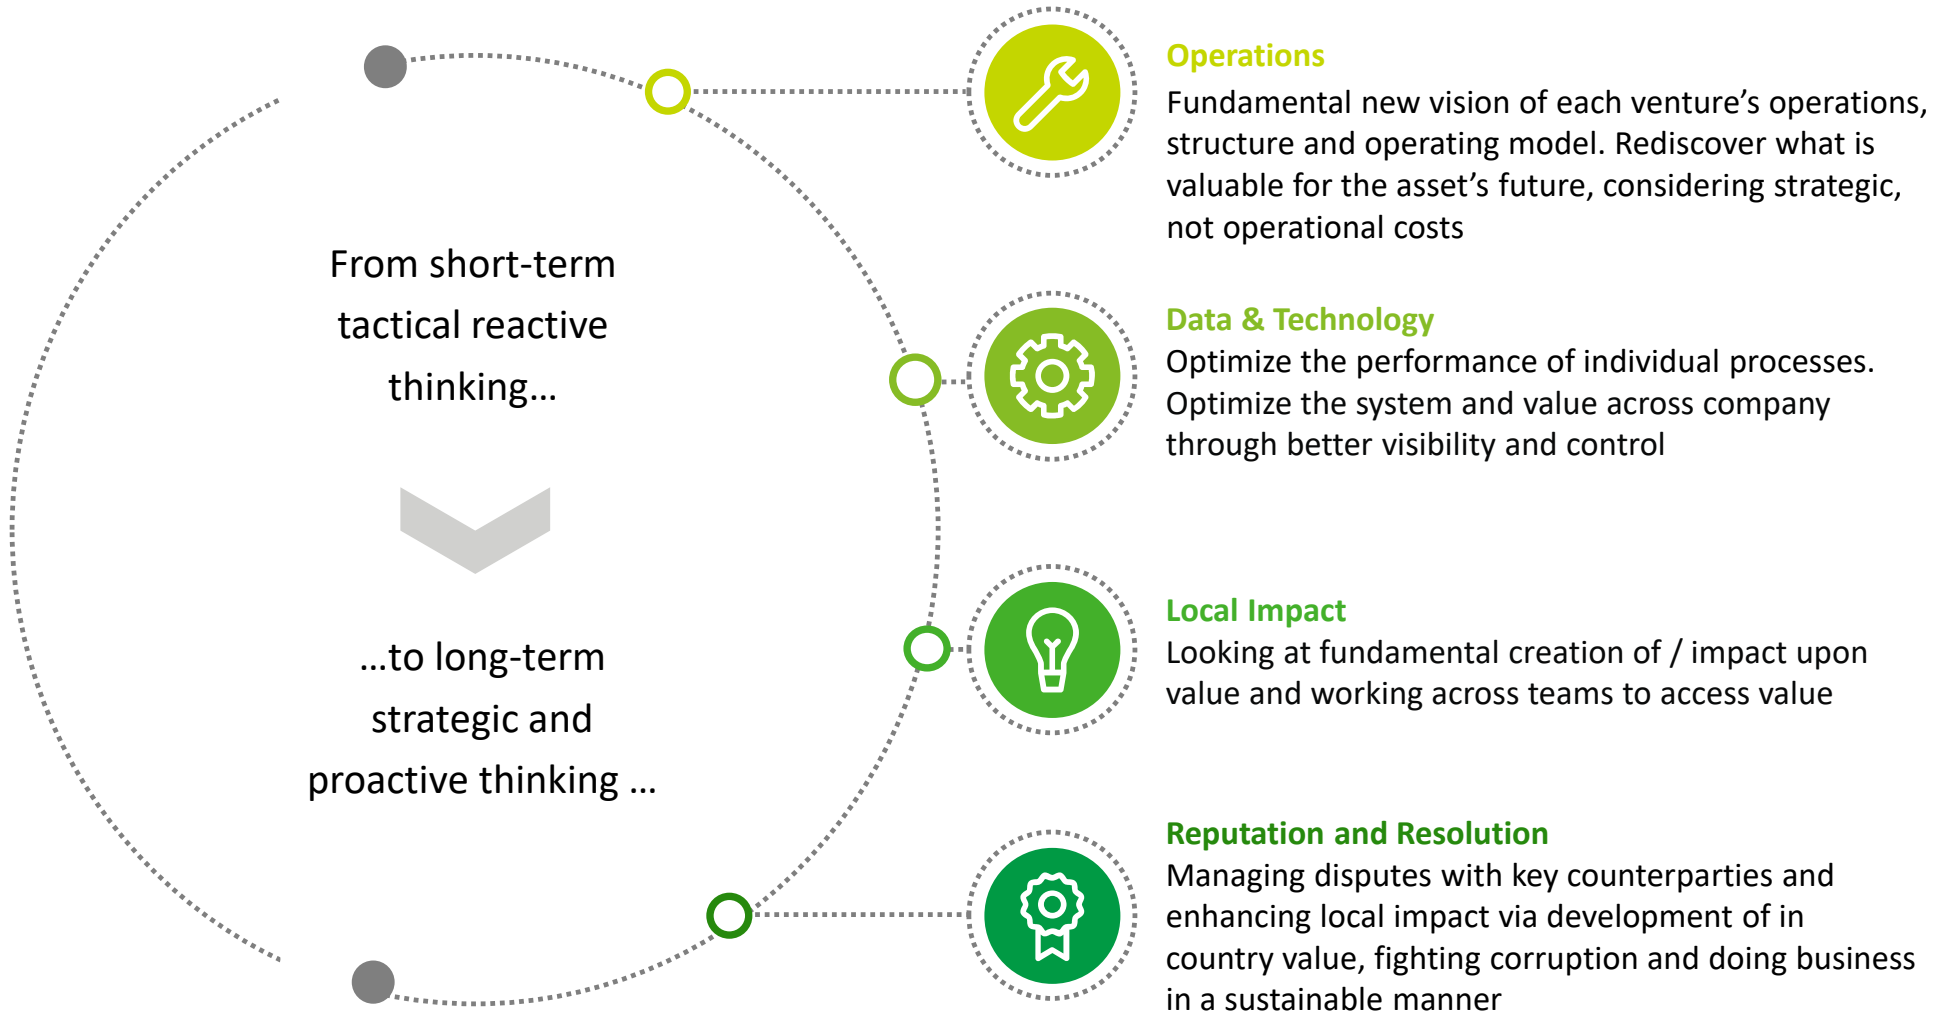 From short-term
tactical reactive
thinking…
…to long-term
strategic and
proactive thinking …
Operations
Fundamental new vision of each venture’s operations,
structure and operating model. Rediscover what is
valuable for the asset’s future, considering strategic,
not operational costs
Data & Technology
Optimize the performance of individual processes.
Optimize the system and value across company
through better visibility and control
Local Impact
Looking at fundamental creation of / impact upon
value and working across teams to access value
Reputation and Resolution
Managing disputes with key counterparties and
enhancing local impact via development of in
country value, fighting corruption and doing business
in a sustainable manner